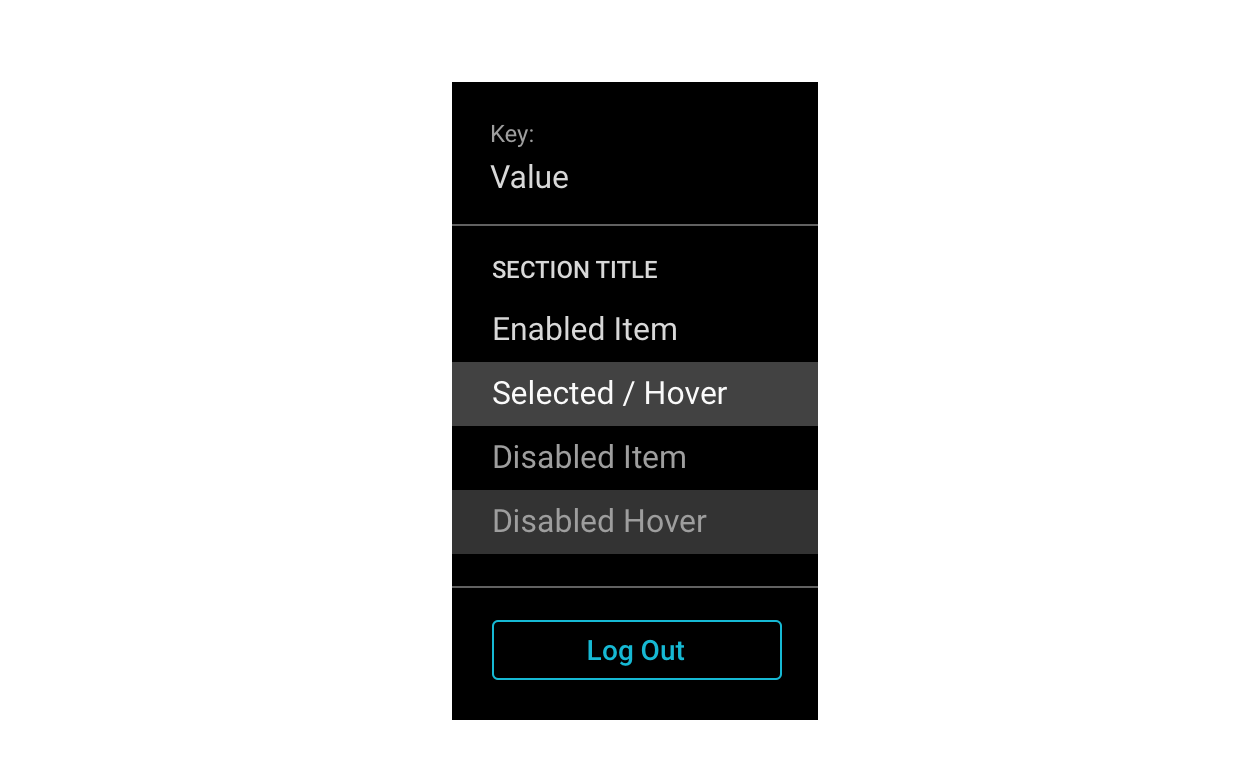 Key:
Value
SECTION TITLE
Enabled Item
Selected / Hover
Disabled Item
Disabled Hover
Log Out